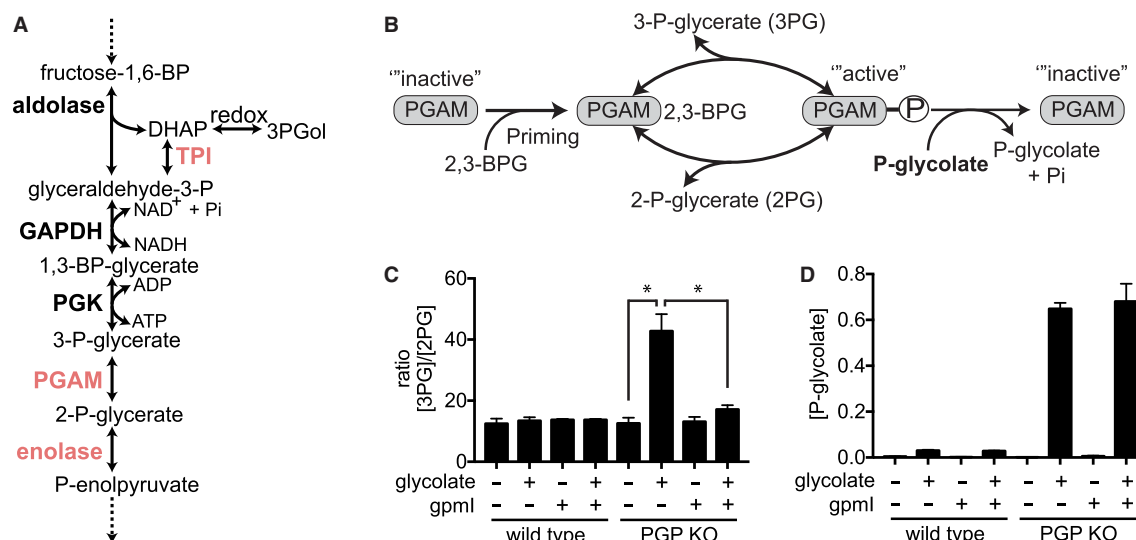 A
fructose-1,6-BP
aldolase
redox
DHAP
3PGol
TPI
glyceraldehyde-3-P
NAD+ + Pi
GAPDH
NADH
1,3-BP-glycerate
ADP
PGK
ATP
3-P-glycerate
PGAM
2-P-glycerate
enolase
P-enolpyruvate
B
3-P-glycerate (3PG)
‘”inactive”
‘”active”
‘”inactive”
PGAM
PGAM
2,3-BPG
PGAM
P
PGAM
Priming
2,3-BPG
P-glycolate
P-glycolate
+ Pi
2-P-glycerate (2PG)
C
60
40
20
0
ratio
[3PG]/[2PG]
* *
glycolate - + - + - + - +
gpmI - - + + - - + +
wild type PGP KO
D
0.8
0.6
0.4
0.2
0.0
[P-glycolate]
glycolate - + - + - + - +
gpmI - - + + - - + +
wild type PGP KO